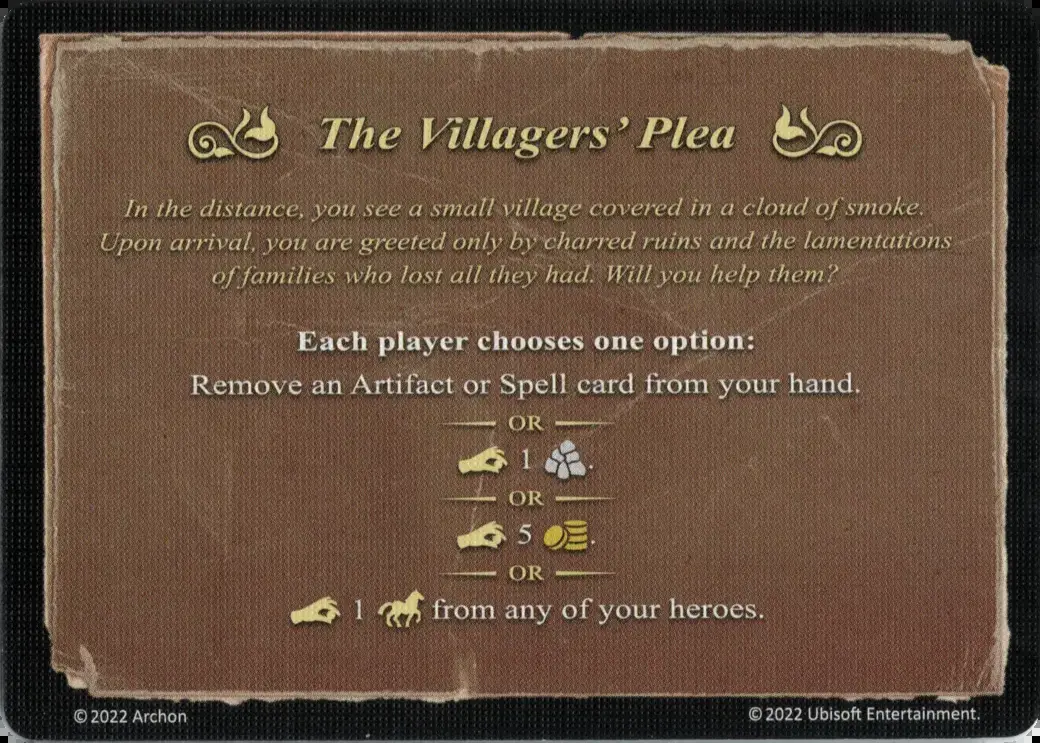 The Villagers’ Plea
In the distance, you see a small village covered in a cloud of smoke.
Upon arrival, you are greeted only by charred ruins and the lamentations
of families who lost all they had. Will you help them?
Each player chooses one option:
Remove an Artifact or Spell card from your hand.
OR
1 .
OR
5 .
OR
1 from any of your heroes.
© 2022 Archon
© 2022 Ubisoft Entertainment.